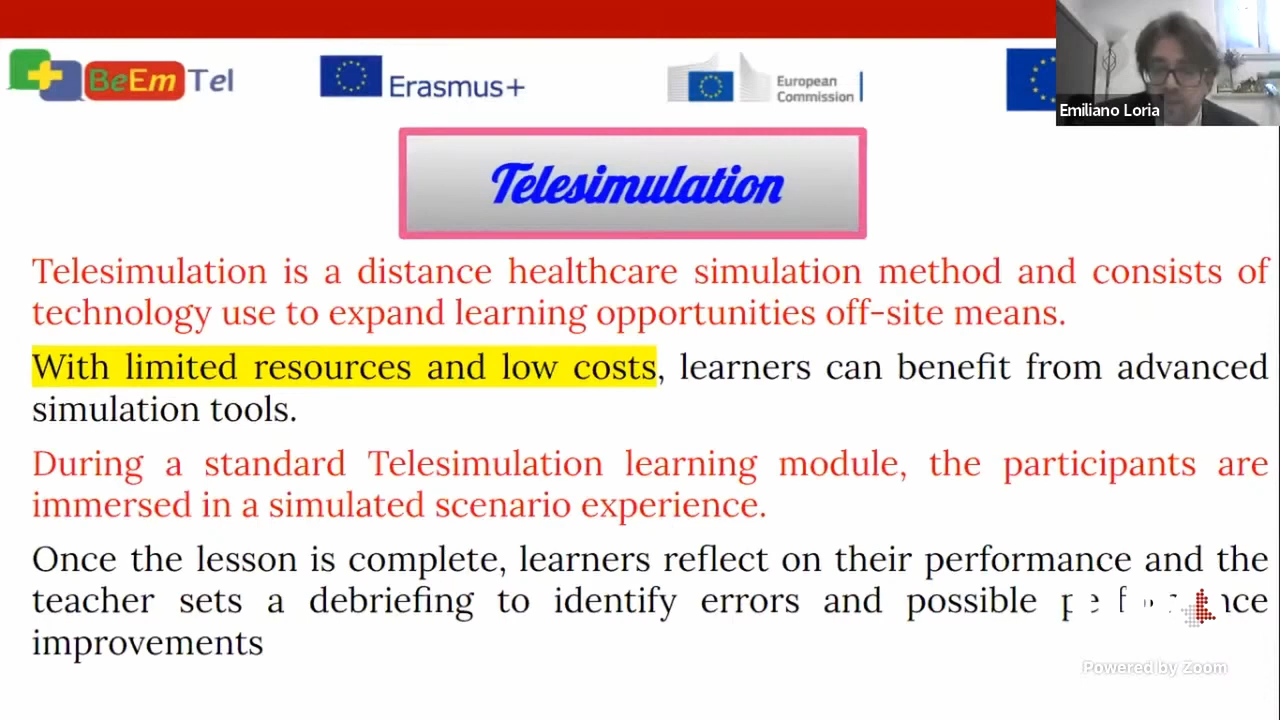 BeEmTel
Erasmus+
European
Commission
Emiliano Loria
Telesimulation
Telesimulation is a distance healthcare simulation method and consists of
technology use to expand learning opportunities off-site means.
With limited resources and low costs, learners can benefit from advanced
simulation tools.
During a standard Telesimulation learning module, the participants are
immersed in a simulated scenario experience.
Once the lesson is complete, learners reflect on their performance and the
teacher sets a debriefing to identify errors and possible performance
improvements
Powered by Zoom